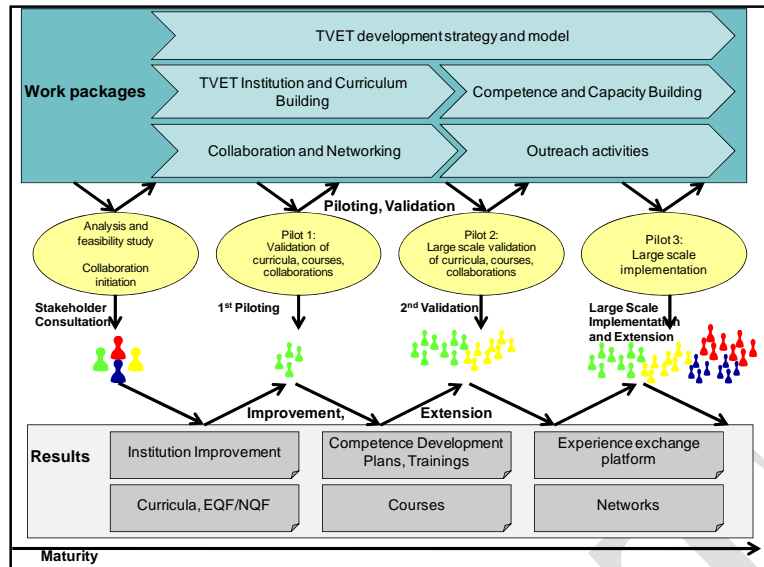 TVET development strategy and model
Work packages
TVET Institution and Curriculum
Building
Competence and Capacity Building
Collaboration and Networking
Outreach activities
Piloting, Validation
Analysis and
feasibility study
Collaboration
initiation
Pilot 1:
Validation of
curricula, courses,
collaborations
Pilot 2:
Large scale validation
of curricula, courses,
collaborations
Pilot 3:
Large scale
implementation
Stakeholder
Consultation
1st Piloting
2nd Validation
Large Scale
Implementation
and Extension
Improvement, Extension
Results
Institution Improvement
Competence Development
Plans, Trainings
Experience exchange
platform
Curricula, EQF/NQF
Courses
Networks
Maturity